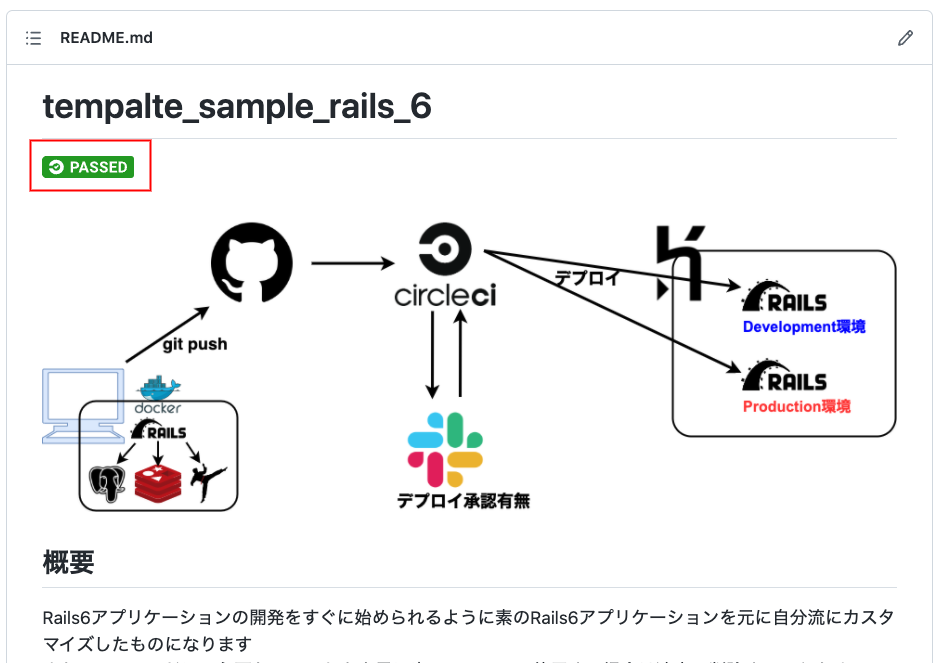 README.md
tempalte_sample_rails_6
PASSED
デプロイ
circleci
RAILS
Development環境
git push
docker
RAILS
RAILS
Production環境
デプロイ承認有無
概要
Rails6アプリケーションの開発をすぐに始められるように素のRails6アプリケーションを元に自分流にカスタ
マイズしたものになります